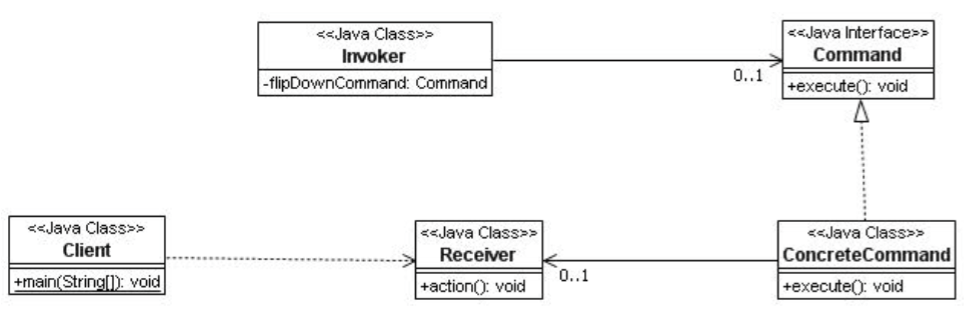 <<Java Class>>
Invoker
-flipDownCommand: Command
<<Java Interface>>
Command
+execute(): void
0..1
<<Java Class>>
Client
+main(String[]): void
<<Java Class>>
Receiver
+action(): void
0..1
<<Java Class>>
ConcreteCommand
+execute(): void